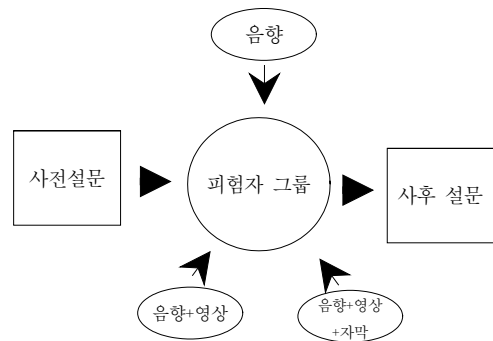 음향
사전설문
피험자 그룹
사후 설문
음향+영상
음향+영상
+자막